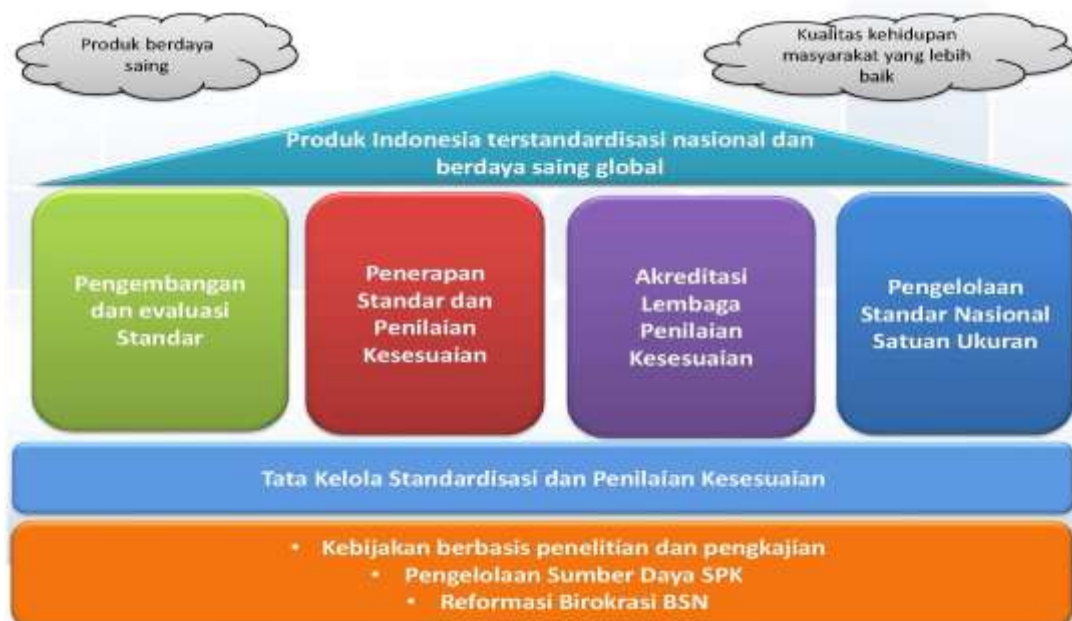 Produk berdaya
saing
Kualitas kehidupan
masyarakat yang lebih
baik
Produk Indonesia terstandardisasi nasional dan
berdaya saing global
Pengembangan
dan evaluasi
Standar
Penerapan
Standar dan
Penilaian
Kesesuaian
Akreditasi
Lembaga
Penilaian
Kesesuaian
Pengelolaan
Standar Nasional
Satuan Ukuran
Tata Kelola Standardisasi dan Penilaian Kesesuaian
• Kebijakan berbasis penelitian dan pengkajian
• Pengelolaan Sumber Daya SPK
• Reformasi Birokrasi BSN